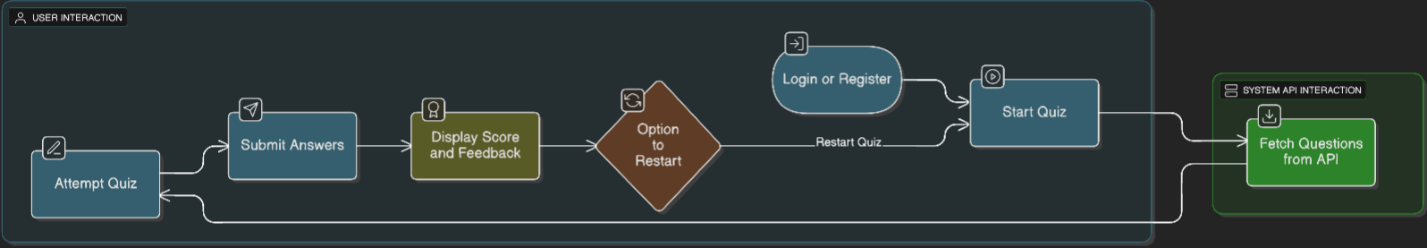 USER INTERACTION
Login or Register
Start Quiz
SYSTEM API INTERACTION
Fetch Questions
from API
Attempt Quiz
Submit Answers
Display Score
and Feedback
Option
to
Restart
Restart Quiz